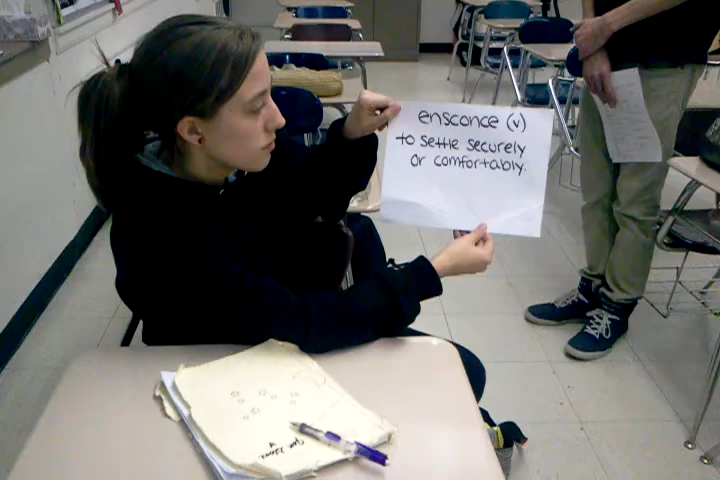 ensconce (v)
to settle securely
or comfortably.